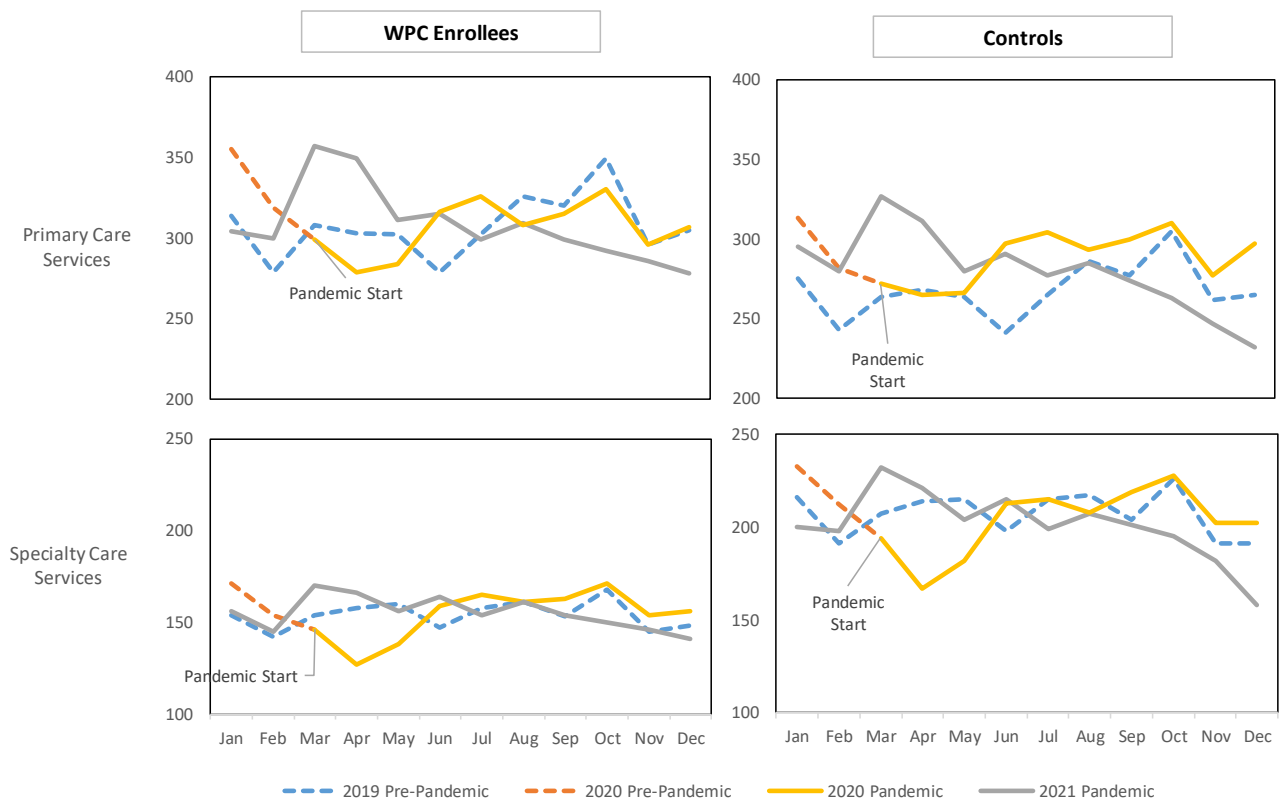 WPC Enrollees
Controls
Primary Care
Services
400
350
300
250
200
Pandemic Start
400
350
300
250
200
Pandemic
Start
Specialty Care
Services
250
200
150
100
Pandemic Start
Jan Feb Mar Apr May Jun Jul Aug Sep Oct Nov Dec
250
200
150
100
Pandemic
Start
Jan Feb Mar Apr May Jun Jul Aug Sep Oct Nov Dec
2019 Pre-Pandemic 2020 Pre-Pandemic 2020 Pandemic 2021 Pandemic